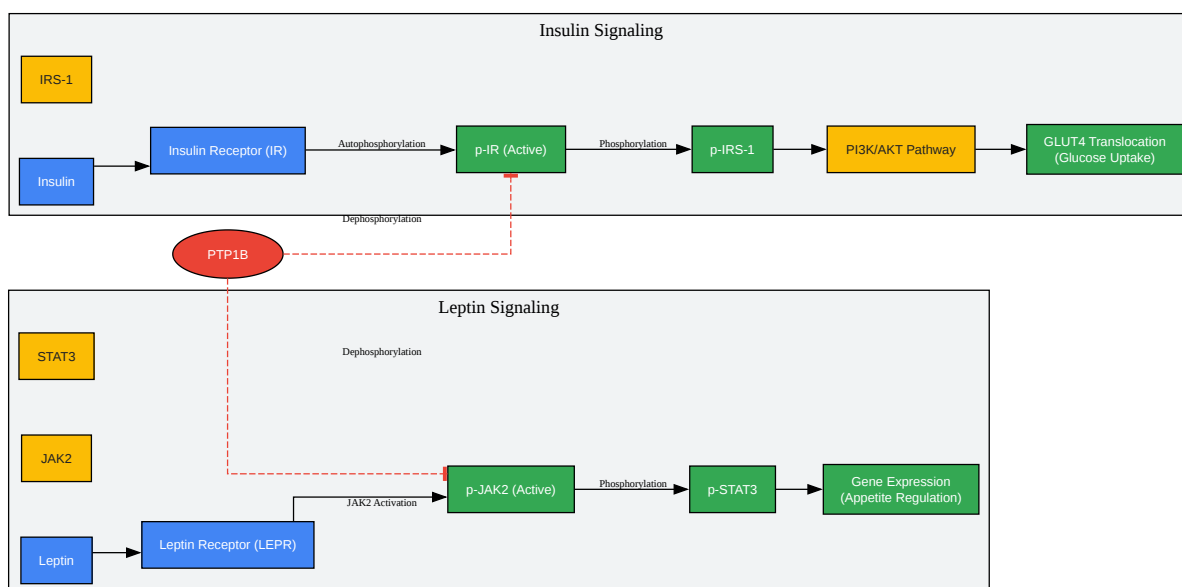 Insulin Signaling
IRS-1
Insulin
Insulin Receptor (IR)
Autophosphorylation
p-IR (Active)
Phosphorylation
p-IRS-1
PI3K/AKT Pathway
GLUT4 Translocation
(Glucose Uptake)
Dephosphorylation
PTP1B
Leptin Signaling
Dephosphorylation
STAT3
JAK2
Leptin
Leptin Receptor (LEPR)
JAK2 Activation
p-JAK2 (Active)
Phosphorylation
p-STAT3
Gene Expression
(Appetite Regulation)